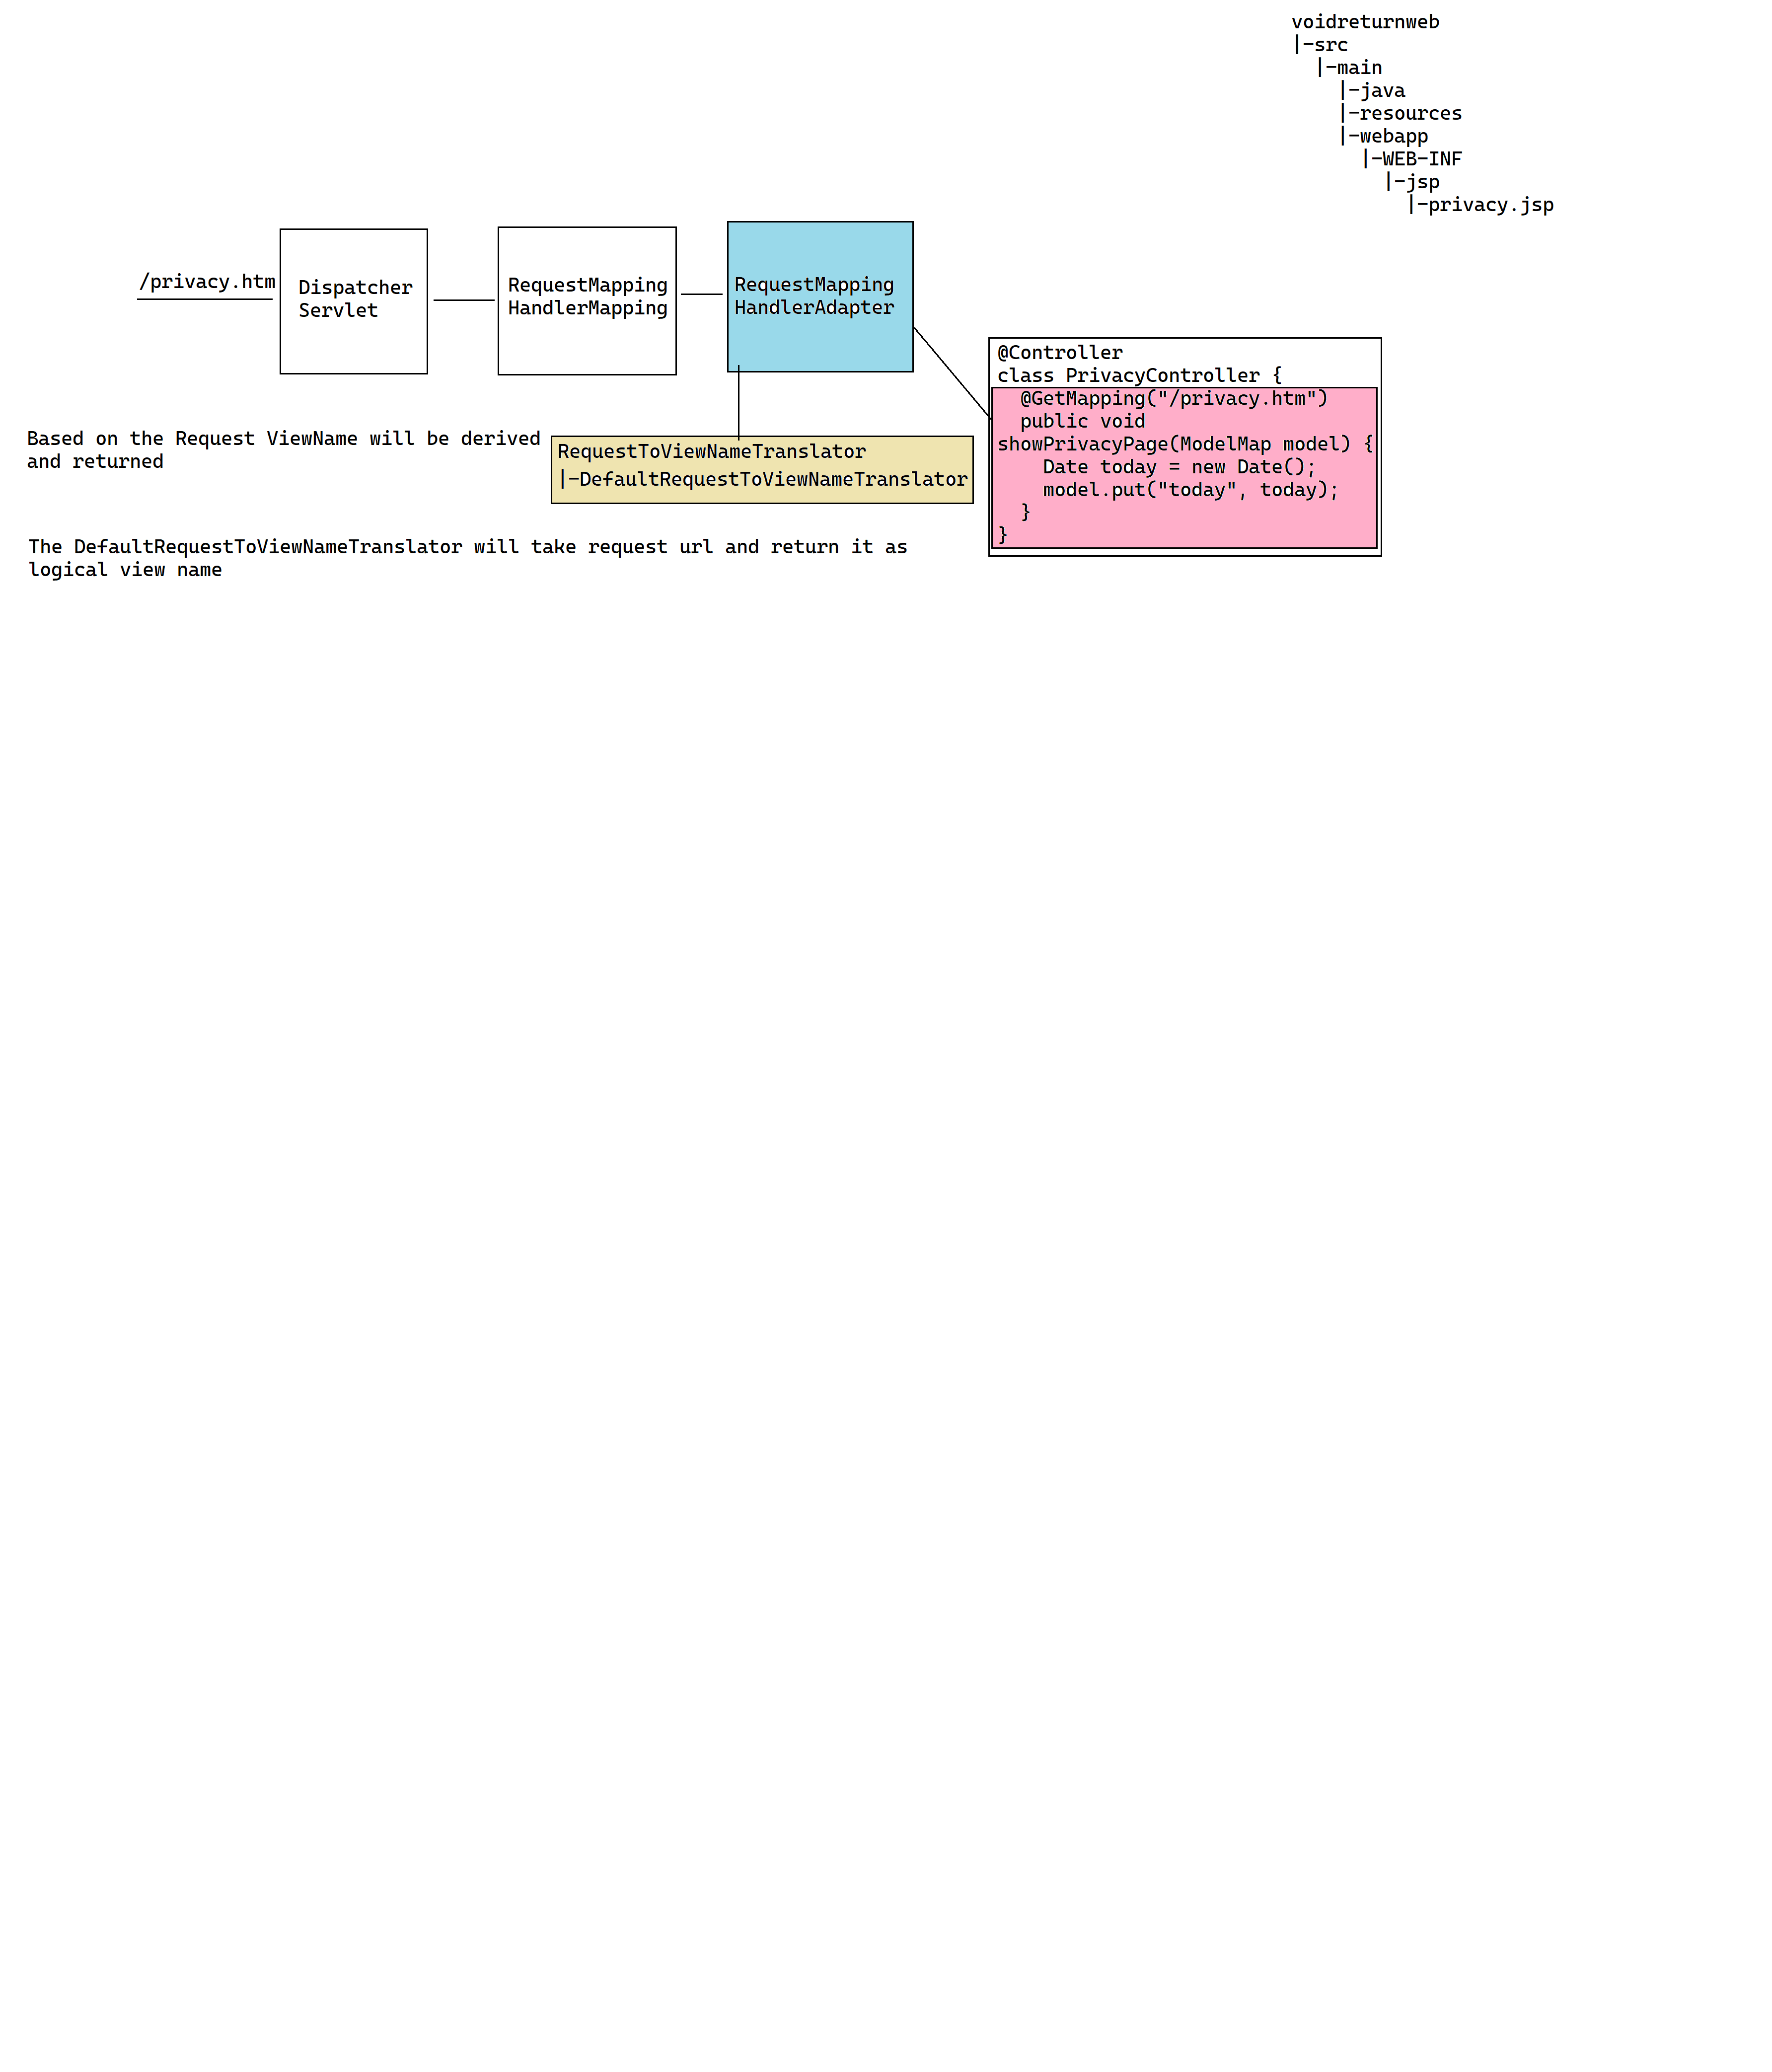 voidreturnweb
|-src
  |-main
    |-java
    |-resources
    |-webapp
      |-WEB-INF
        |-jsp
          |-privacy.jsp
/privacy.htm
Dispatcher
Servlet
RequestMapping
HandlerMapping
RequestMapping
HandlerAdapter
@Controller
class PrivacyController {
  @GetMapping("/privacy.htm")
  public void
showPrivacyPage(ModelMap model) {
    Date today = new Date();
    model.put("today", today);
  }
}
Based on the Request ViewName will be derived
and returned
RequestToViewNameTranslator
|-DefaultRequestToViewNameTranslator
The DefaultRequestToViewNameTranslator will take request url and return it as
logical view name